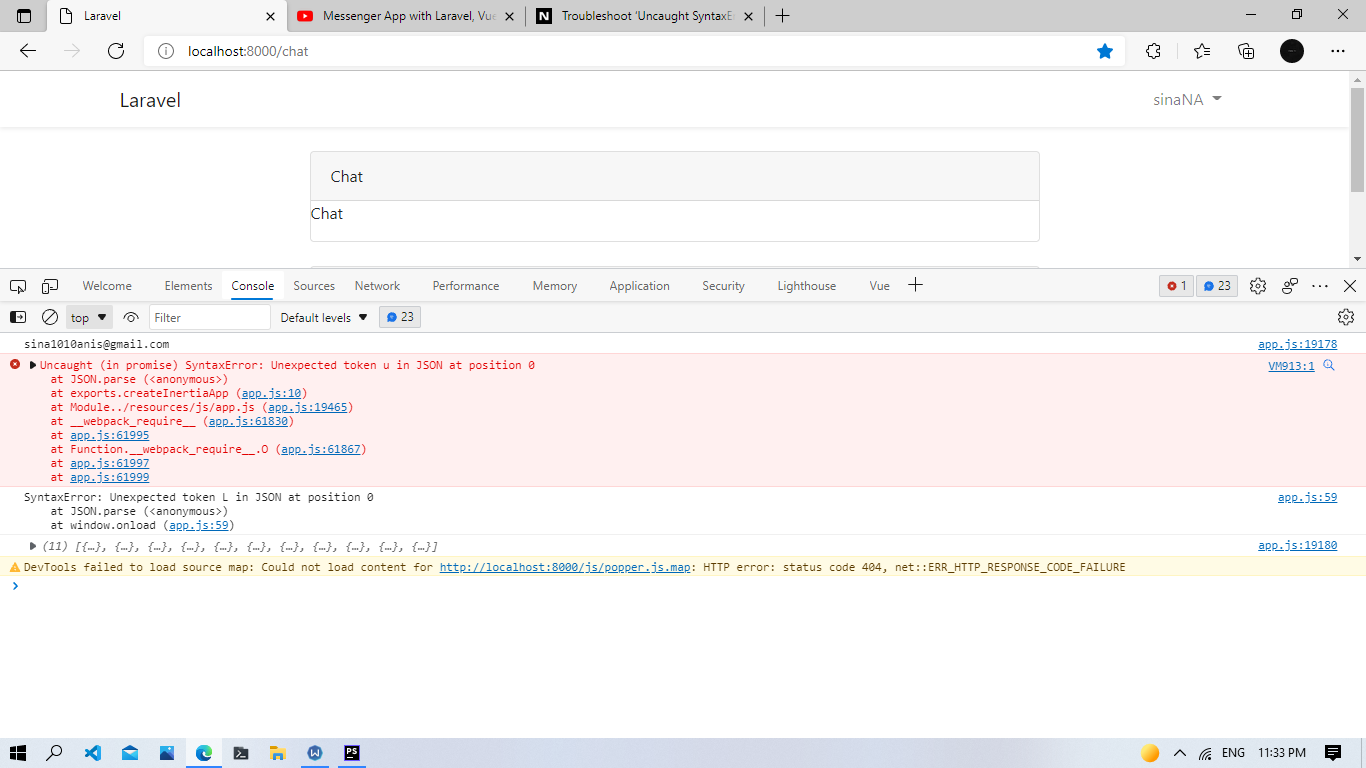 Laravel
Messenger App with Laravel, Vue
Troubleshoot 'Uncaught SyntaxE
localhost:8000/chat
Laravel
sinaNA
Chat
Chat
Welcome
Elements
Console
Sources
Network
Performance
Memory
Application
Security
Lighthouse
Vue
1
23
top
Filter
Default levels
23
sina1010anis@gmail.com
app.js:19178
Uncaught (in promise) SyntaxError: Unexpected token u in JSON at position 0
VM913:1
at JSON.parse (<anonymous>)
at exports.createInertiaApp (app.js:10)
at Module../resources/js/app.js (app.js:19465)
at __webpack_require__ (app.js:61830)
at app.js:61995
at Function.__webpack_require__.O (app.js:61867)
at app.js:61997
at app.js:61999
SyntaxError: Unexpected token L in JSON at position 0
app.js:59
at JSON.parse (<anonymous>)
at window.onload (app.js:59)
(11) [{…}, {…}, {…}, {…}, {…}, {…}, {…}, {…}, {…}, {…}, {…}]
app.js:19180
DevTools failed to load source map: Could not load content for http://localhost:8000/js/popper.js.map: HTTP error: status code 404, net::ERR_HTTP_RESPONSE_CODE_FAILURE
ENG
11:33 PM